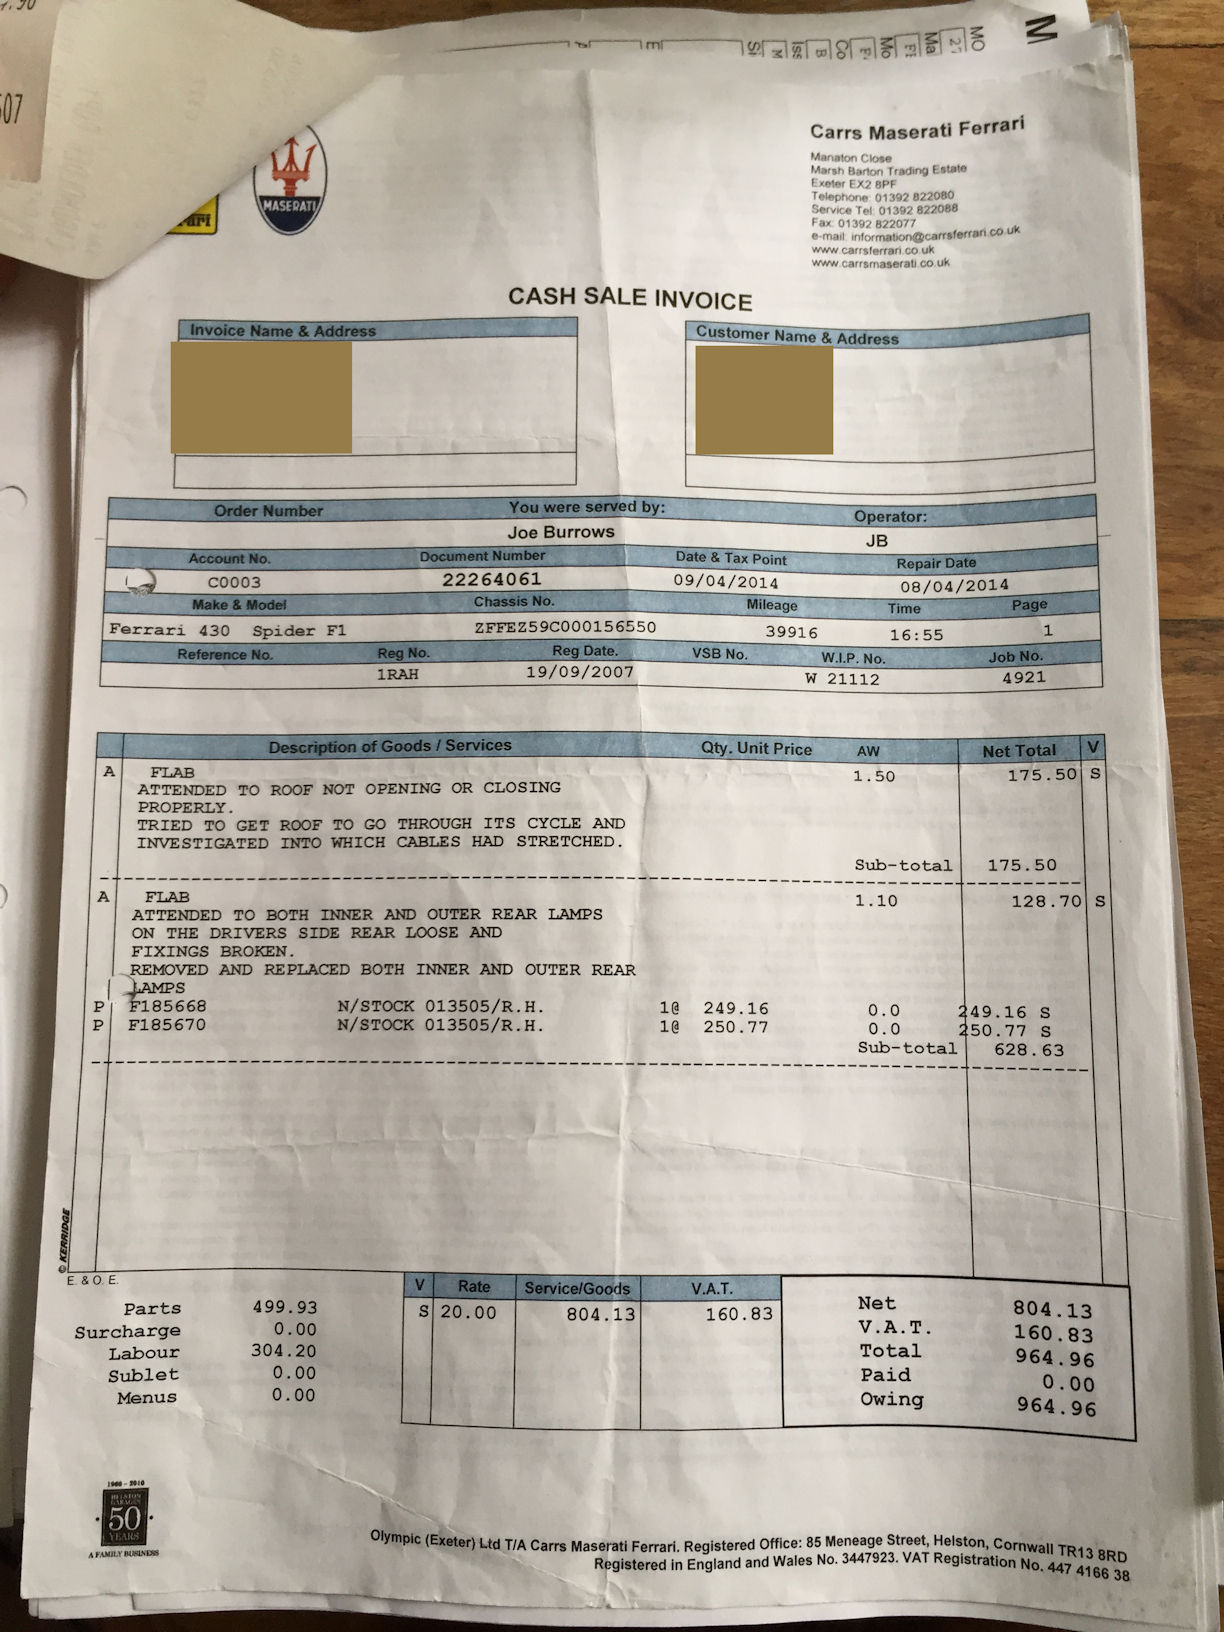 507
M
MASERATI
Carrs Maserati Ferrari
Manaton Close
Marsh Barton Trading Estate
Exeter EX2 8PF
Telephone: 01392 822080
Service Tel: 01392 822088
Fax: 01392 822077
e-mail: information@carrsferrari.co.uk
www.carrsferrari.co.uk
www.carrsmaserati.co.uk
CASH SALE INVOICE
Invoice Name & Address Customer Name & Address
Order Number You were served by: Operator:
Joe Burrows JB
Account No. Document Number Date & Tax Point Repair Date
C0003 22264061 09/04/2014 08/04/2014
Make & Model Chassis No. Mileage Time Page
Ferrari 430 Spider F1 ZFFEZ59C000156550 39916 16:55 1
Reference No. Reg No. Reg Date. VSB No. W.I.P. No. Job No.
1RAH 19/09/2007 W 21112 4921
Description of Goods / Services Qty. Unit Price AW Net Total V
A FLAB 1.50 175.50 S
ATTENDED TO ROOF NOT OPENING OR CLOSING
PROPERLY.
TRIED TO GET ROOF TO GO THROUGH ITS CYCLE AND
INVESTIGATED INTO WHICH CABLES HAD STRETCHED.
Sub-total 175.50
A FLAB 1.10 128.70 S
ATTENDED TO BOTH INNER AND OUTER REAR LAMPS
ON THE DRIVERS SIDE REAR LOOSE AND
FIXINGS BROKEN.
REMOVED AND REPLACED BOTH INNER AND OUTER REAR
LAMPS
P F185668 N/STOCK 013505/R.H. 1@ 249.16 0.0 249.16 S
P F185670 N/STOCK 013505/R.H. 1@ 250.77 0.0 250.77 S
Sub-total 628.63
© KERRIDGE
E. & O. E.
V Rate Service/Goods V.A.T.
S 20.00 804.13 160.83
Parts 499.93
Surcharge 0.00
Labour 304.20
Sublet 0.00
Menus 0.00
Net 804.13
V.A.T. 160.83
Total 964.96
Paid 0.00
Owing 964.96
1960 - 2010
HELSTON
GARAGES
50
YEARS
A FAMILY BUSINESS
Olympic (Exeter) Ltd T/A Carrs Maserati Ferrari. Registered Office: 85 Meneage Street, Helston, Cornwall TR13 8RD
Registered in England and Wales No. 3447923. VAT Registration No. 447 4166 38